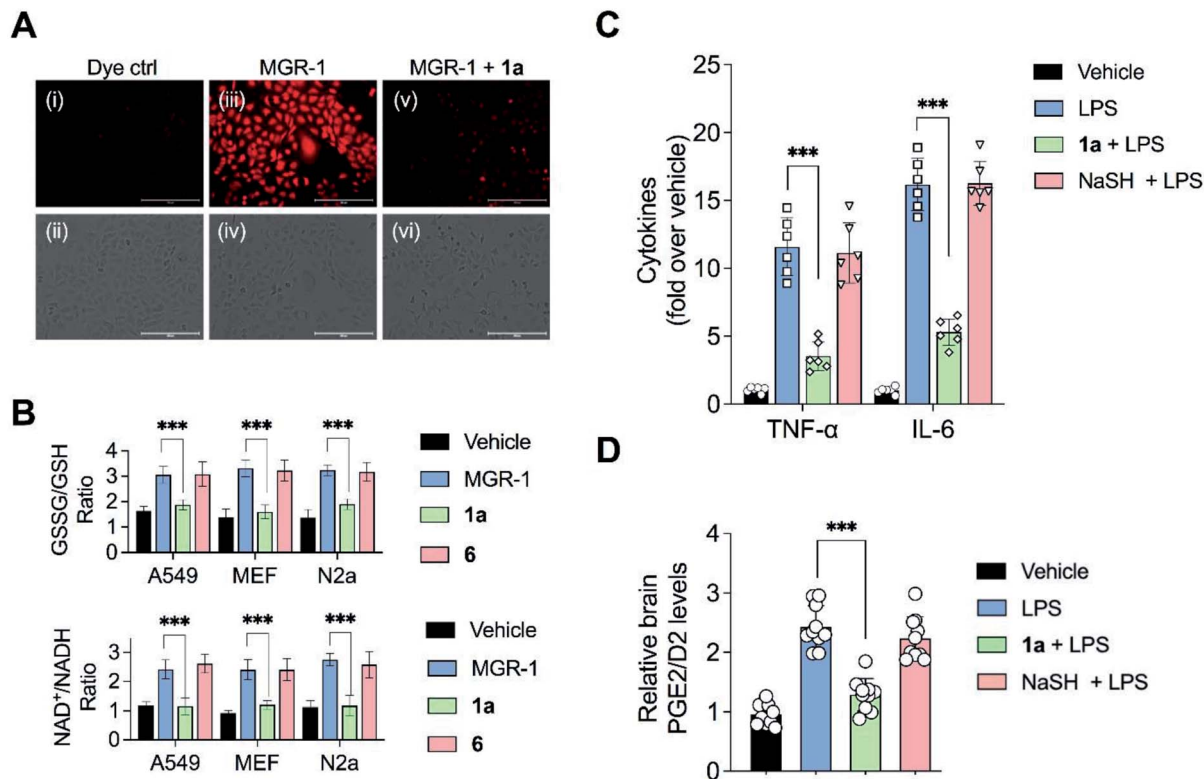 A
Dye ctrl
MGR-1
MGR-1 + 1a
(i)
(iii)
(v)
(ii)
(iv)
(vi)
B
GSSG/GSH
Ratio
4
3
2
1
0
***
***
***
A549
MEF
N2a
Vehicle
MGR-1
1a
6
NAD⁺/NADH
Ratio
2
1
0
***
***
***
A549
MEF
N2a
Vehicle
MGR-1
1a
6
C
Cytokines
(fold over vehicle)
25
20
15
10
5
0
***
***
TNF-α
IL-6
Vehicle
LPS
1a + LPS
NaSH + LPS
D
Relative brain
PGE2/D2 levels
4
3
2
1
0
***
Vehicle
LPS
1a + LPS
NaSH + LPS